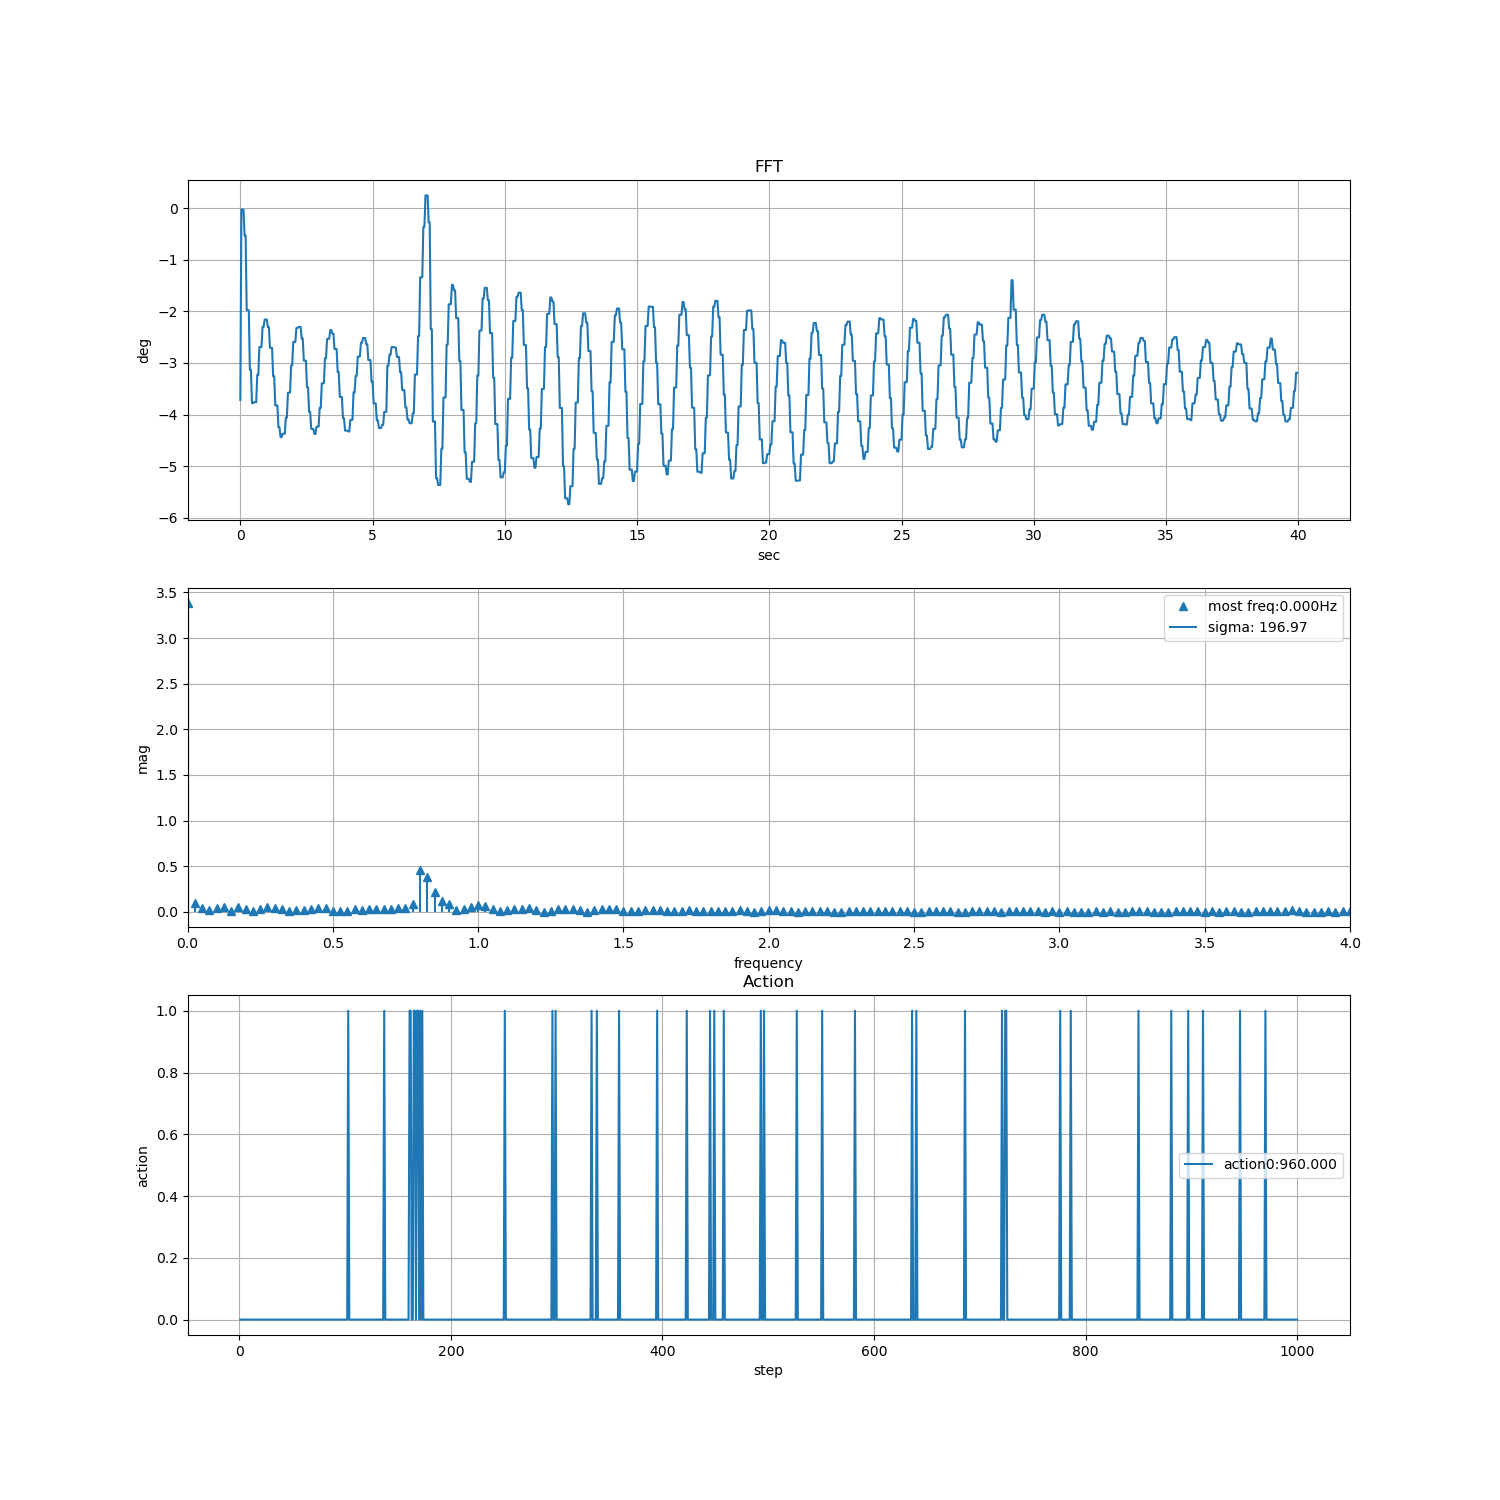 FFT
0
−1
−2
−3
−4
−5
−6
deg
0 5 10 15 20 25 30 35 40
sec
3.5
3.0
2.5
2.0
1.5
1.0
0.5
0.0
mag
most freq:0.000Hz
sigma: 196.97
0.0 0.5 1.0 1.5 2.0 2.5 3.0 3.5 4.0
frequency
Action
1.0
0.8
0.6
0.4
0.2
0.0
action
action0:960.000
0 200 400 600 800 1000
step